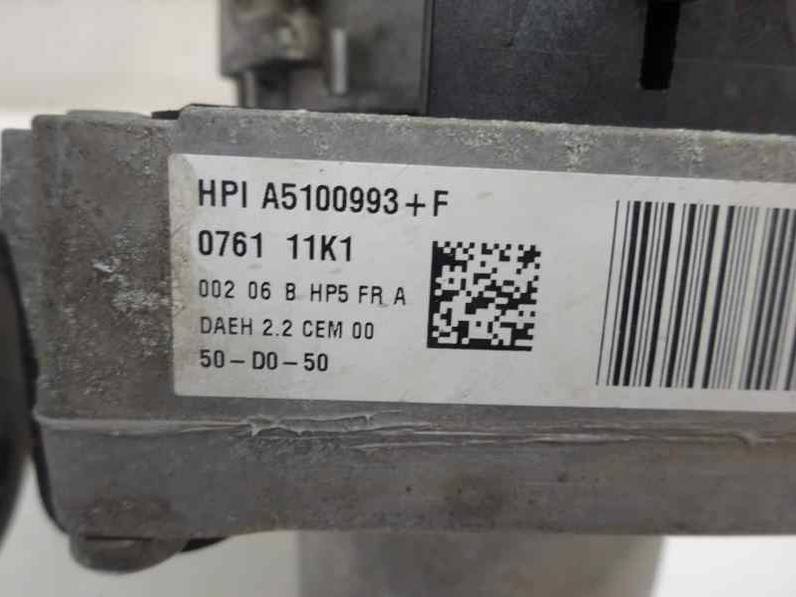 HPI A5100993+F
0761 11K1
002 06 B HP5 FR A
DAEH 2.2 CEM 00
50-D0-50